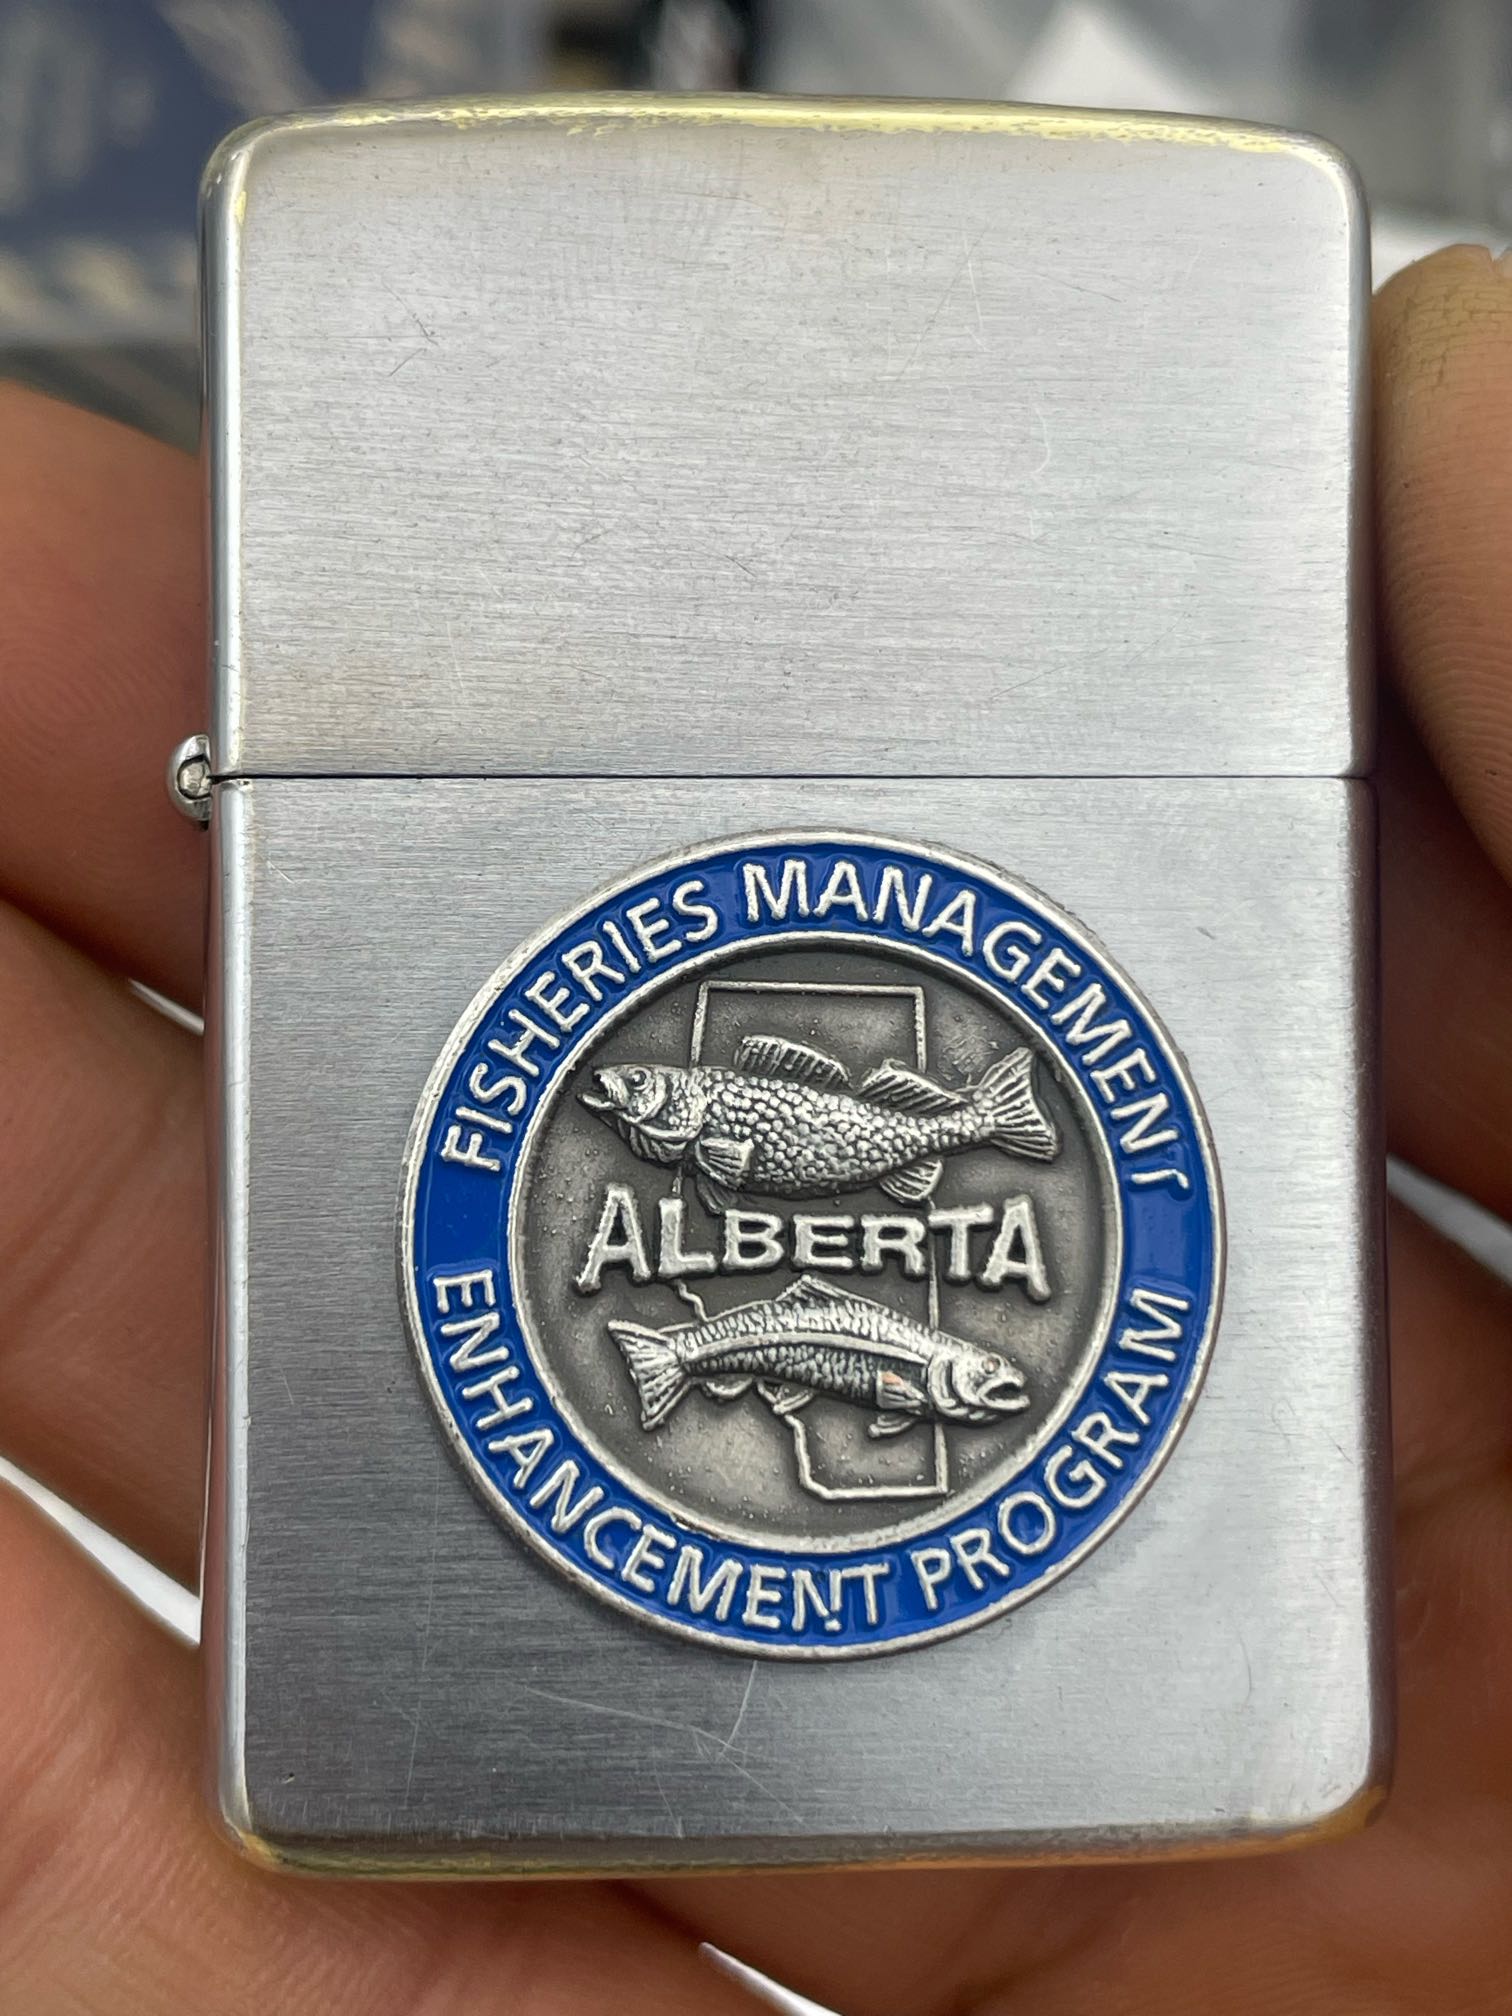 FISHERIES MANAGEMENT
ALBERTA
ENHANCEMENT PROGRAM